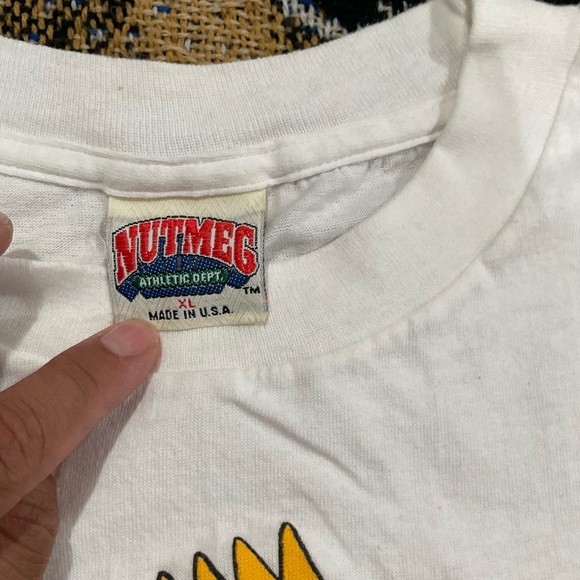 NUTMEG
ATHLETIC DEPT.
TM
XL
MADE IN U.S.A.